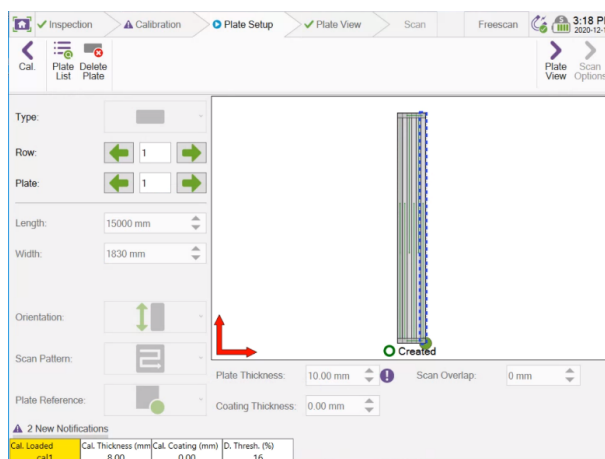 Inspection Calibration Plate Setup Plate View Scan Freescan 3:18 P
2020-12-1
Cal. Plate List Delete Plate Plate View Scan Options
Type:
Row: 1
Plate: 1
Length: 15000 mm
Width: 1830 mm
Orientation:
Created
Scan Pattern:
Plate Thickness: 10.00 mm Scan Overlap: 0 mm
Plate Reference:
Coating Thickness: 0.00 mm
2 New Notifications
Cal. Loaded Cal. Thickness (mm Cal. Coating (mm) D. Thresh. (%)
cal1 8.00 0.00 16